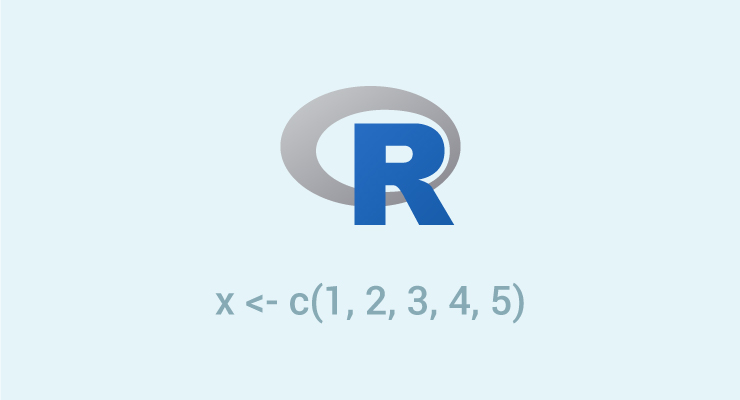 R
x <- c(1, 2, 3, 4, 5)